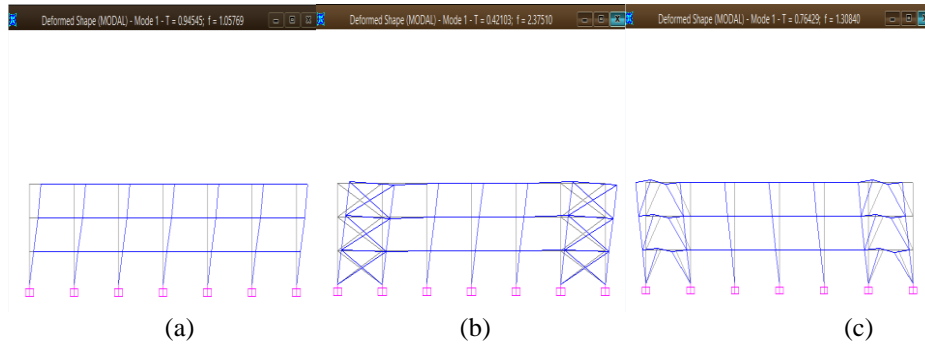 Deformed Shape (MODAL) - Mode 1 - T = 0.94545; f = 1.05769
Deformed Shape (MODAL) - Mode 1 - T = 0.42103; f = 2.37510
Deformed Shape (MODAL) - Mode 1 - T = 0.76429; f = 1.30840
(a)
(b)
(c)